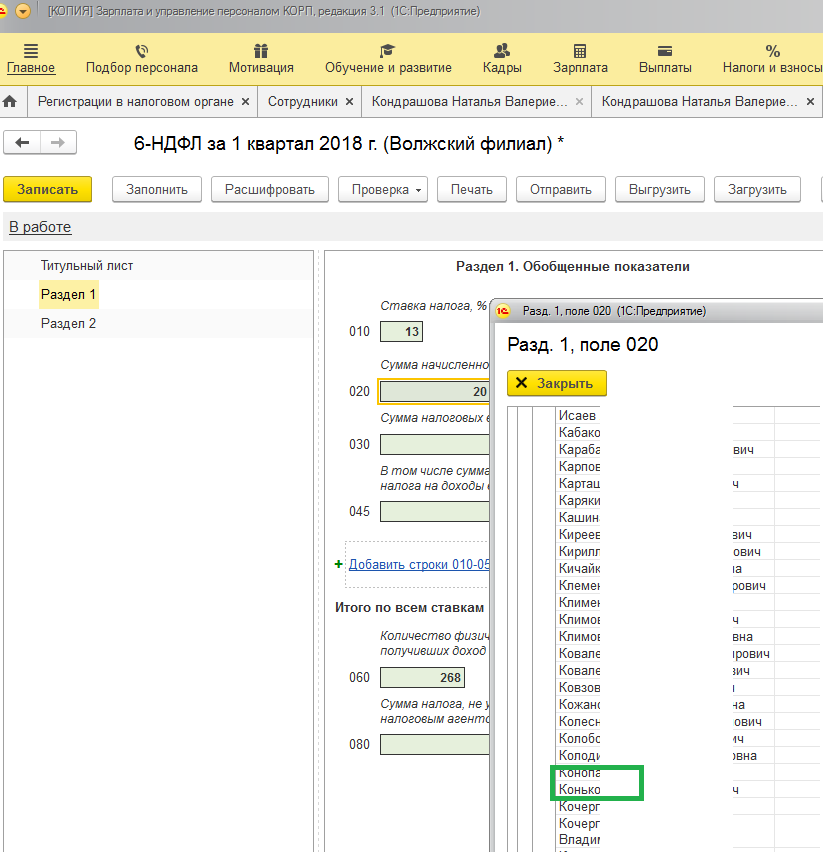 [КОПИЯ] Зарплата и управление персоналом КОРП, редакция 3.1 (1С:Предприятие)
Главное Подбор персонала Мотивация Обучение и развитие Кадры Зарплата Выплаты Налоги и взносы
Регистрации в налоговом органе × Сотрудники × Кондрашова Наталья Валерие... × Кондрашова Наталья Валерие... ×
6-НДФЛ за 1 квартал 2018 г. (Волжский филиал) *
Записать Заполнить Расшифровать Проверка Печать Отправить Выгрузить Загрузить
В работе
Титульный лист
Раздел 1
Раздел 2
Раздел 1. Обобщенные показатели
Ставка налога, %
010 13
Сумма начисленно
020 20
Сумма налоговых в
030
В том числе сумма
налога на доходы
045
+ Добавить строки 010-05
Итого по всем ставкам
Количество физич
получивших доход
060 268
Сумма налога, не у
налоговым агенто
080
Разд. 1, поле 020 (1С:Предприятие)
Разд. 1, поле 020
× Закрыть
Исаев
Кабако
Караба вич
Карпов
Карташ ч
Каряки
Кашин
Киреев вич
Кирилл ович
Кичайк на
Клемен рович
Климен
Климов ч
Климов вна
Ковале ирович
Ковале вич
Ковзов
Кожано на
Колесн ович
Колобо ич
Колоди овна
Конопа
Конько ч
Кочерг
Кочерг
Владим